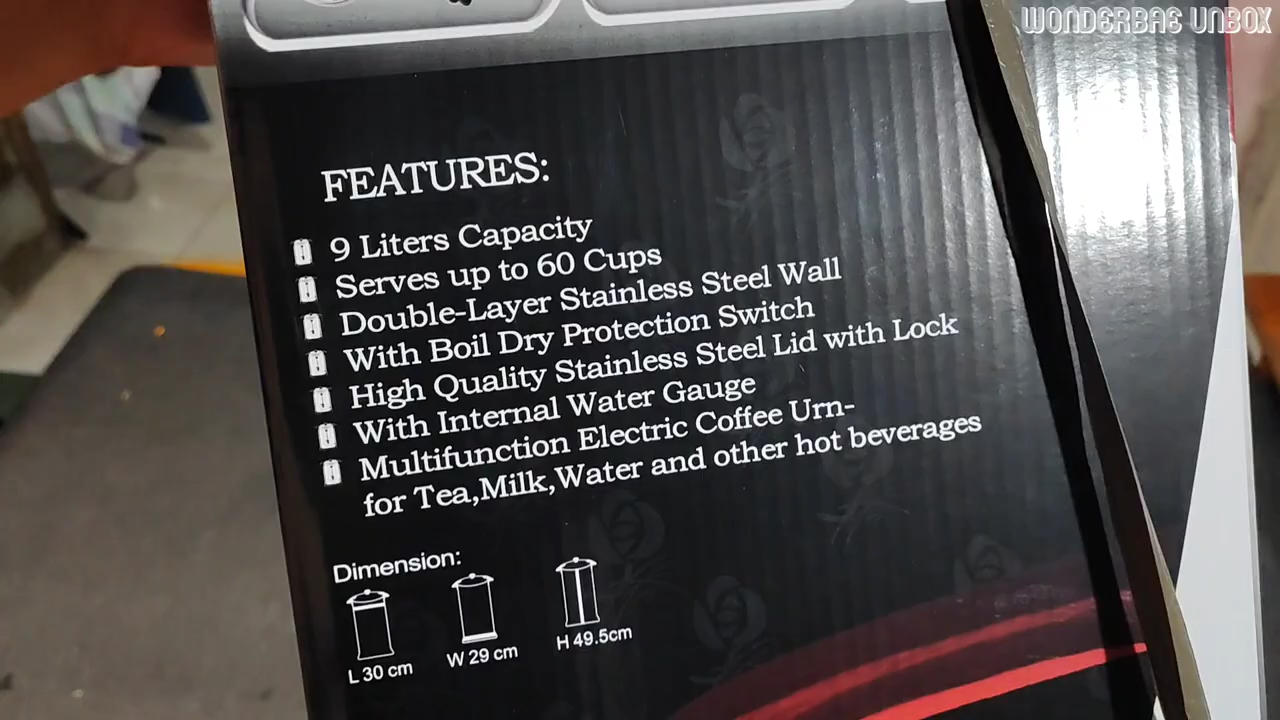 WONDERBAE UNBOX
FEATURES:
9 Liters Capacity
Serves up to 60 Cups
Double-Layer Stainless Steel Wall
With Boil Dry Protection Switch
High Quality Stainless Steel Lid with Lock
With Internal Water Gauge
Multifunction Electric Coffee Urn-
for Tea,Milk,Water and other hot beverages
Dimension:
L 30 cm
W 29 cm
H 49.5cm